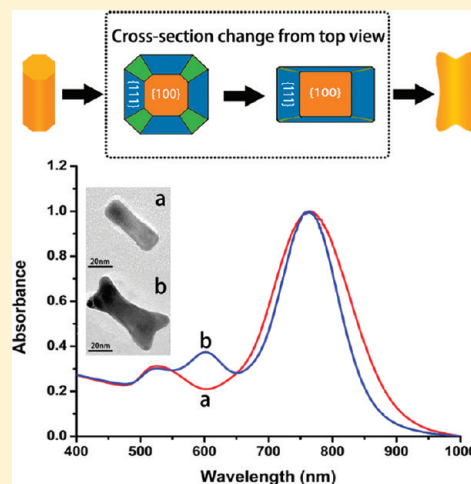 Cross-section change from top view
{111}
{100}
{111}
{100}
1.2
1.0
0.8
0.6
0.4
0.2
0.0
Absorbance
a
20nm
b
20nm
b
a
400 500 600 700 800 900 1000
Wavelength (nm)